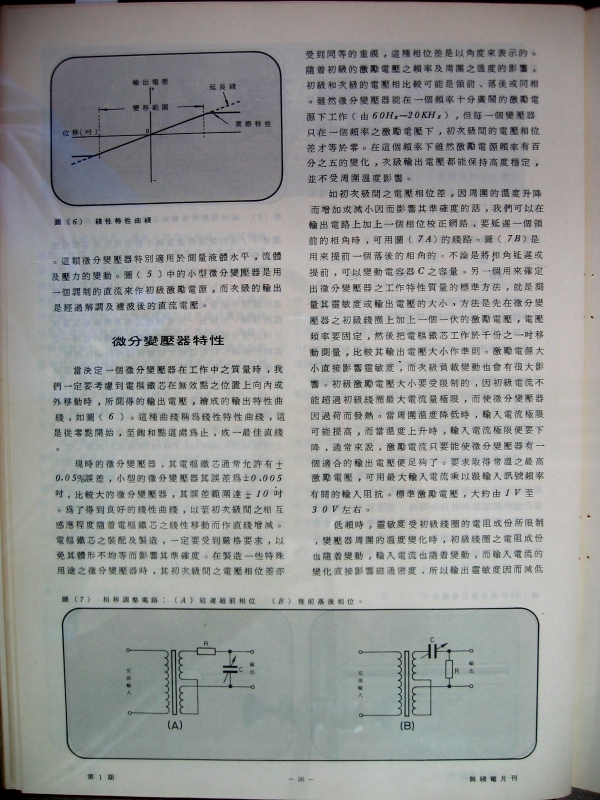 輸出電壓
延長綫
變移範圍
實際特性
位移(吋)
0
圖(6) 綫性特性曲綫
。這類微分變壓器特別適用於測量液體水平，流體
及壓力的變動。圖(5)中的小型微分變壓器是用
一個調制的直流來作初級激勵電源，而次級的輸出
是經過解調及濾波後的直流電壓。
微分變壓器特性
當決定一個微分變壓器在工作中之質量時，我
們一定要考慮到電樞鐵芯在無效點之位置上向內或
外移動時，所測得的輸出電壓，繪成的輸出特性曲
綫，如圖(6)。這種曲綫稱爲綫性特性曲綫，這
是從零點開始，至飽和點這處爲止，成一最佳直綫
。
現時的微分變壓器，其電樞鐵芯通常允許有±
0.05%誤差，小型的微分變壓器其誤差爲±0.005
吋，比較大的微分變壓器，其誤差範圍達±10吋
。爲了得到良好的綫性曲綫，以至初級次級間之相互
感應程度隨着電樞鐵芯之綫性移動而作直綫增減。
電樞鐵芯之裝配及製造，一定要受到嚴格要求，以
免其體形不均等而影響其準確度。在製造一些特殊
用途之微分變壓器時，其初次級間之電壓相位差亦
受到同等的重視，這種相位差是以角度來表示的。
隨着初級的激勵電壓之頻率及周圍之溫度的影響，
初級和次級的電壓相比較可能是領前、落後或同相
。雖然微分變壓器能在一個頻率十分廣闊的激勵電
源下工作(由60Hz—20KHz)，但每一個變壓器
只在一個頻率之激勵電壓下，初次級間的電壓相位
差才等於零。在這個頻率下雖然激勵電源頻率有百
分之五的變化，次級輸出電壓都能保持高度穩定，
並不受周圍溫度影響。
如初次級間之電壓相位差，因周圍的溫度升降
而增加或減小因而影響其準確度的話，我們可以在
輸出電路上加上一個相位校正網路，要延遲一個領
前的相角時，可用圖(7A)的綫路。圖(7B)是
用來提前一個落後的相角的。不論是將相角延遲或
提前，可以變動電容器C之容量。另一個用來確定
出微分變壓器之工作特性質量的標準方法，就是測
量其靈敏度或輸出電壓的大小。方法是先在微分變
壓器之初級綫圈上加上一個一伏的激勵電壓，電壓
頻率要固定，然後把電樞鐵芯工作於千份之一吋移
動測量，比較其輸出電壓大小作準則。激勵電源大
小直接影響靈敏度，而次級負載變動也會有很大影
響。初級激勵電壓大小要受限制的，因初級電流不
能超過初級綫圈最大電流量極限，而使微分變壓器
因過荷而發熱。當周圍溫度降低時，輸入電流極限
可能提高，而當溫度上升時，輸入電流極限便要下
降，通常來說，激勵電流只要能使微分變壓器有一
個適合的輸出電壓便足夠了。要求取得常溫之最高
激勵電壓，可用最大輸入電流乘以跟輸入訊號頻率
有關的輸入阻抗。標準激勵電壓，大約由1V至
30V左右。
低頻時，靈敏度受初級綫圈的電阻成份所限制
，變壓器周圍的溫度變化時，初級綫圈之電阻成份
也隨着變動，輸入電流也隨着變動，而輸入電流的
變化直接影響磁通密度，所以輸出靈敏度因而減低
圖(7) 相移調整電路：(A)延遲超前相位 (B)推前落後相位。
交流輸入
R
C
輸出
(A)
交流輸入
C
R
輸出
(B)
第1期
— 36 —
無綫電月刊